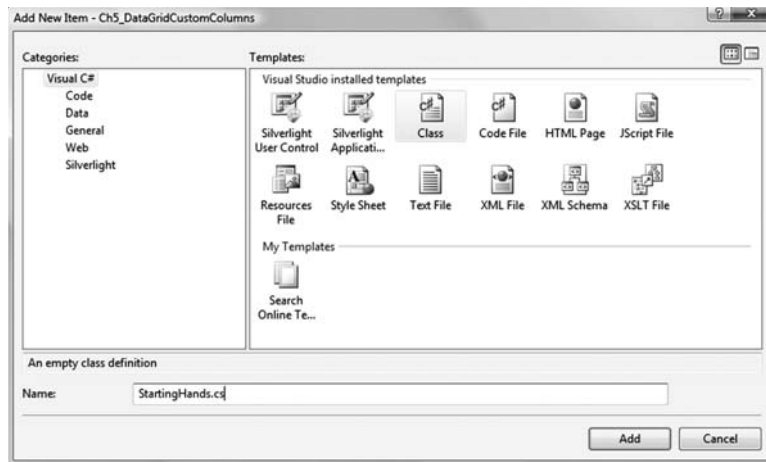 Add New Item - Ch5_DataGridCustomColumns
Categories:
Visual C#
Code
Data
General
Web
Silverlight
Templates:
Visual Studio installed templates
Silverlight User Control
Silverlight Applicati...
Class
Code File
HTML Page
JScript File
Resources File
Style Sheet
Text File
XML File
XML Schema
XSLT File
My Templates
Search Online Te...
An empty class definition
Name:
StartingHands.cs
Add
Cancel